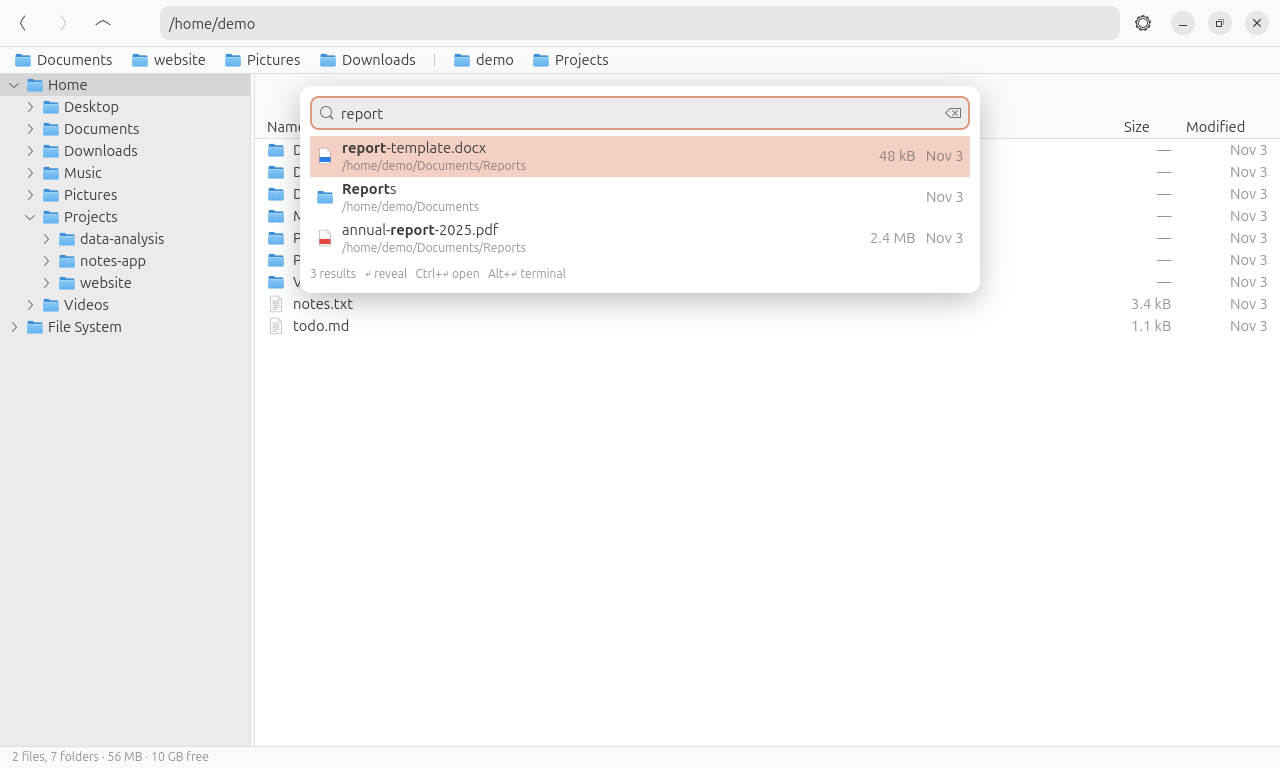 /home/demo
Documents website Pictures Downloads demo Projects
Home
Desktop
Documents
Downloads
Music
Pictures
Projects
data-analysis
notes-app
website
Videos
File System
report
report-template.docx 48 kB Nov 3
/home/demo/Documents/Reports
Reports Nov 3
/home/demo/Documents
annual-report-2025.pdf 2.4 MB Nov 3
/home/demo/Documents/Reports
3 results ↲ reveal Ctrl+↲ open Alt+↲ terminal
Size Modified
— Nov 3
— Nov 3
— Nov 3
— Nov 3
— Nov 3
— Nov 3
— Nov 3
notes.txt 3.4 kB Nov 3
todo.md 1.1 kB Nov 3
2 files, 7 folders · 56 MB · 10 GB free